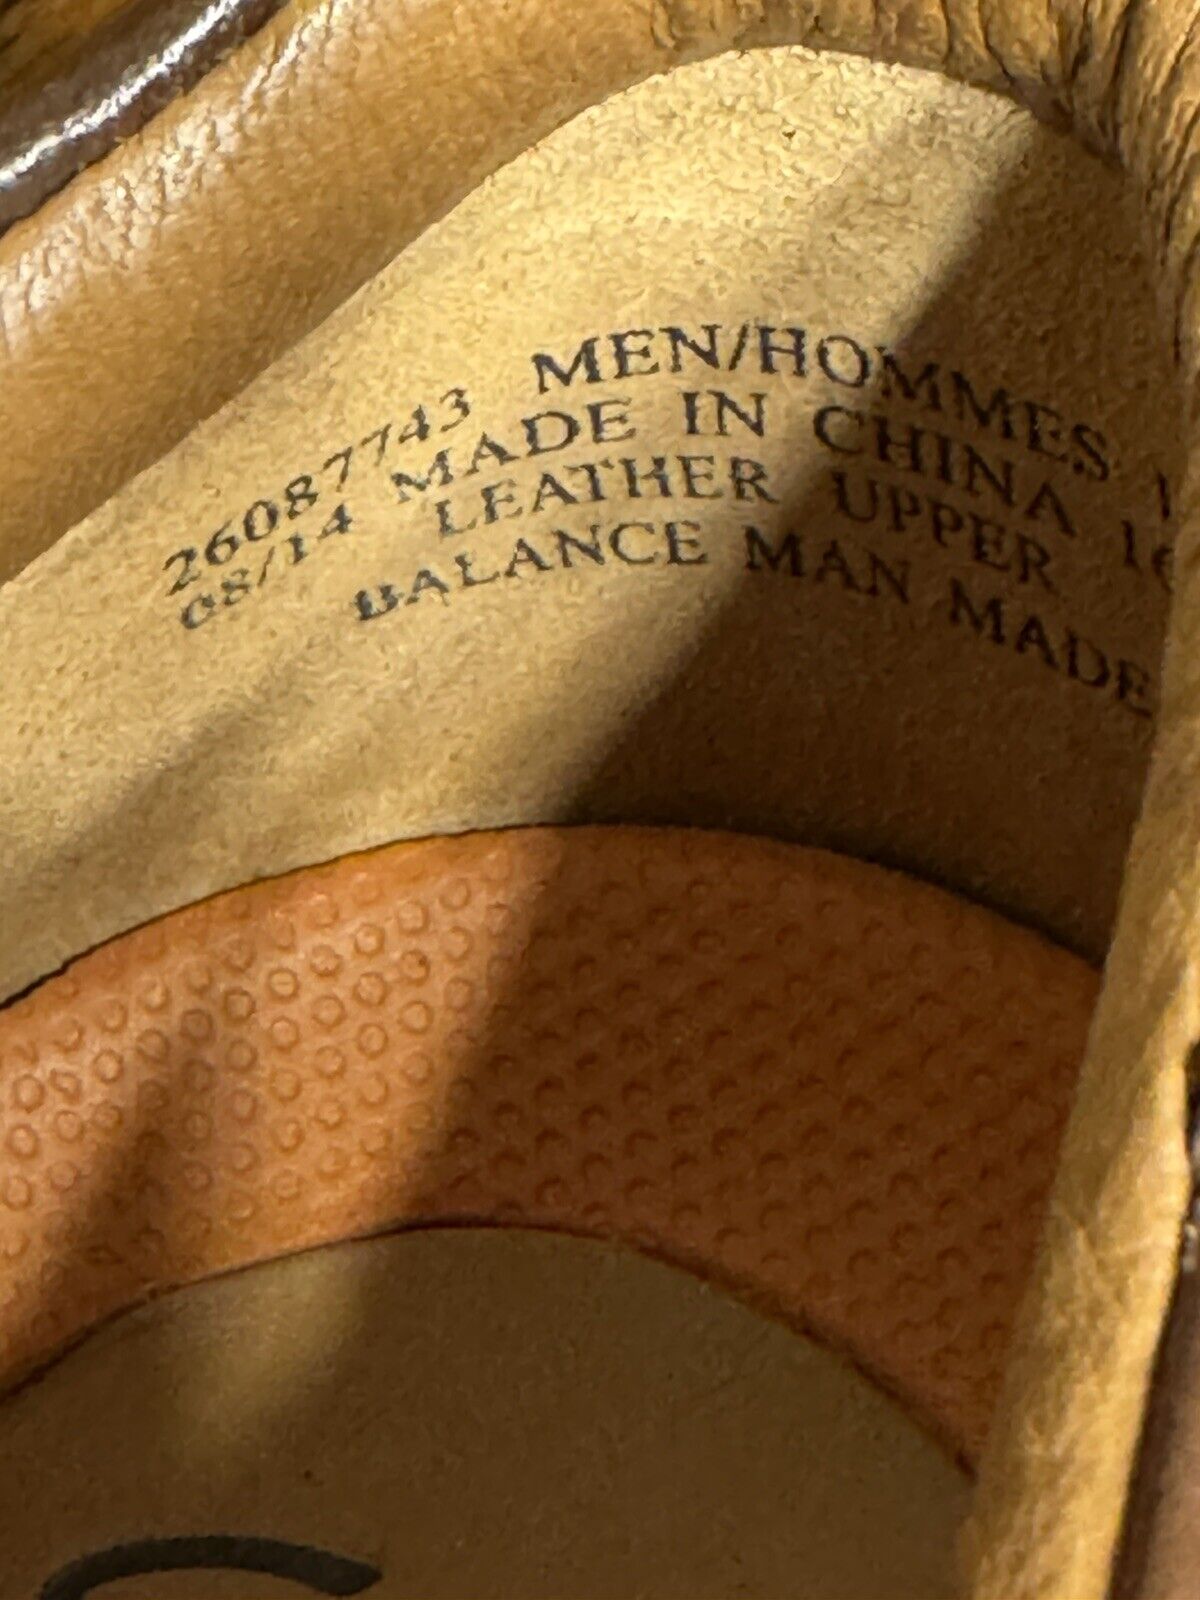 26087743 MEN/HOMMES
08/14 MADE IN CHINA
LEATHER UPPER
BALANCE MAN MADE